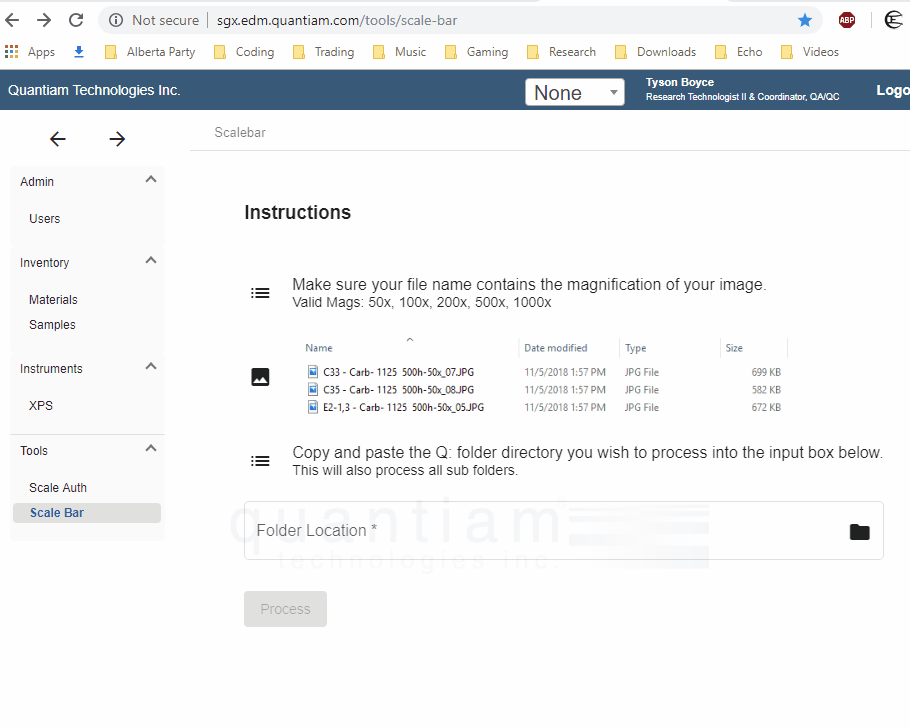 Not secure | sgx.edm.quantiam.com/tools/scale-bar
ABP
Apps Alberta Party Coding Trading Music Gaming Research Downloads Echo Videos
Quantiam Technologies Inc.
None
Tyson Boyce
Research Technologist II & Coordinator, QA/QC
Logo
Scalebar
Admin
Users
Inventory
Materials
Samples
Instruments
XPS
Tools
Scale Auth
Scale Bar
Instructions
Make sure your file name contains the magnification of your image.
Valid Mags: 50x, 100x, 200x, 500x, 1000x
Name Date modified Type Size
C33 - Carb- 1125 500h-50x_07.JPG 11/5/2018 1:57 PM JPG File 699 KB
C35 - Carb- 1125 500h-50x_08.JPG 11/5/2018 1:57 PM JPG File 582 KB
E2-1,3 - Carb- 1125 500h-50x_05.JPG 11/5/2018 1:57 PM JPG File 672 KB
Copy and paste the Q: folder directory you wish to process into the input box below.
This will also process all sub folders.
quantiam
technologies inc.
Folder Location *
Process